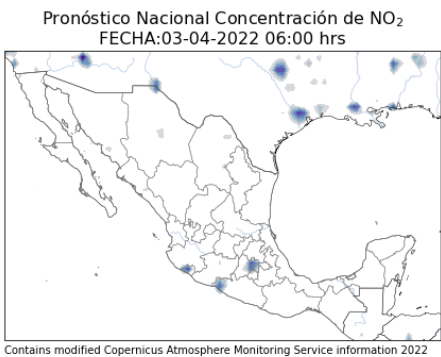 Pronóstico Nacional Concentración de NO₂
FECHA:03-04-2022 06:00 hrs
Contains modified Copernicus Atmosphere Monitoring Service information 2022